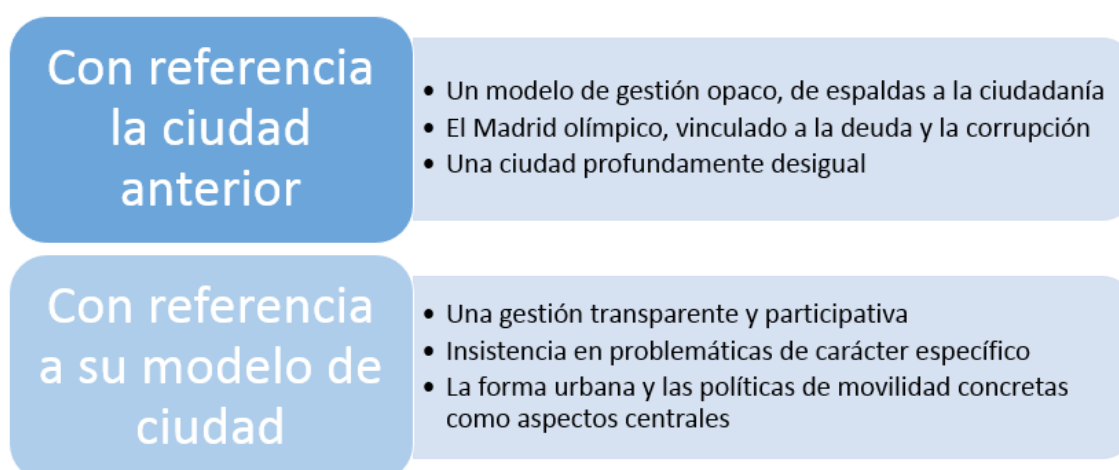 Con referencia
la ciudad
anterior
• Un modelo de gestión opaco, de espaldas a la ciudadanía
• El Madrid olímpico, vinculado a la deuda y la corrupción
• Una ciudad profundamente desigual
Con referencia
a su modelo de
ciudad
• Una gestión transparente y participativa
• Insistencia en problemáticas de carácter específico
• La forma urbana y las políticas de movilidad concretas
como aspectos centrales